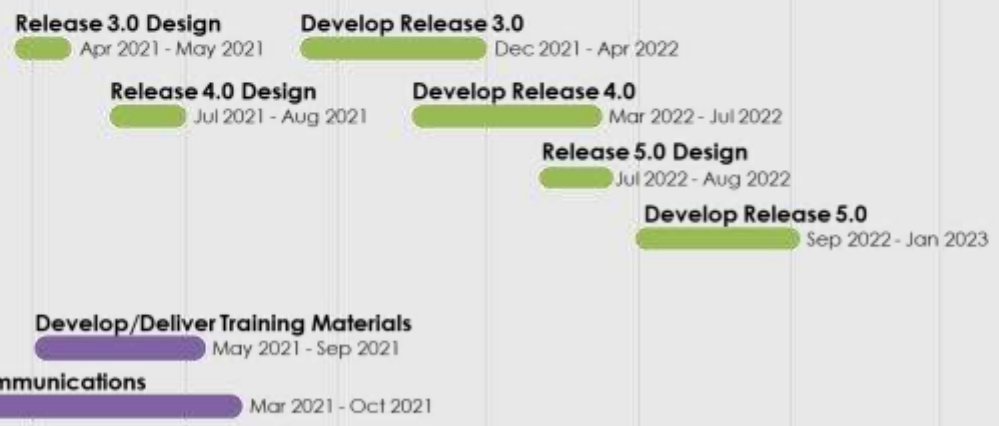 Release 3.0 Design
Apr 2021 - May 2021
Develop Release 3.0
Dec 2021 - Apr 2022
Release 4.0 Design
Jul 2021 - Aug 2021
Develop Release 4.0
Mar 2022 - Jul 2022
Release 5.0 Design
Jul 2022 - Aug 2022
Develop Release 5.0
Sep 2022 - Jan 2023
Develop/Deliver Training Materials
May 2021 - Sep 2021
mmunications
Mar 2021 - Oct 2021